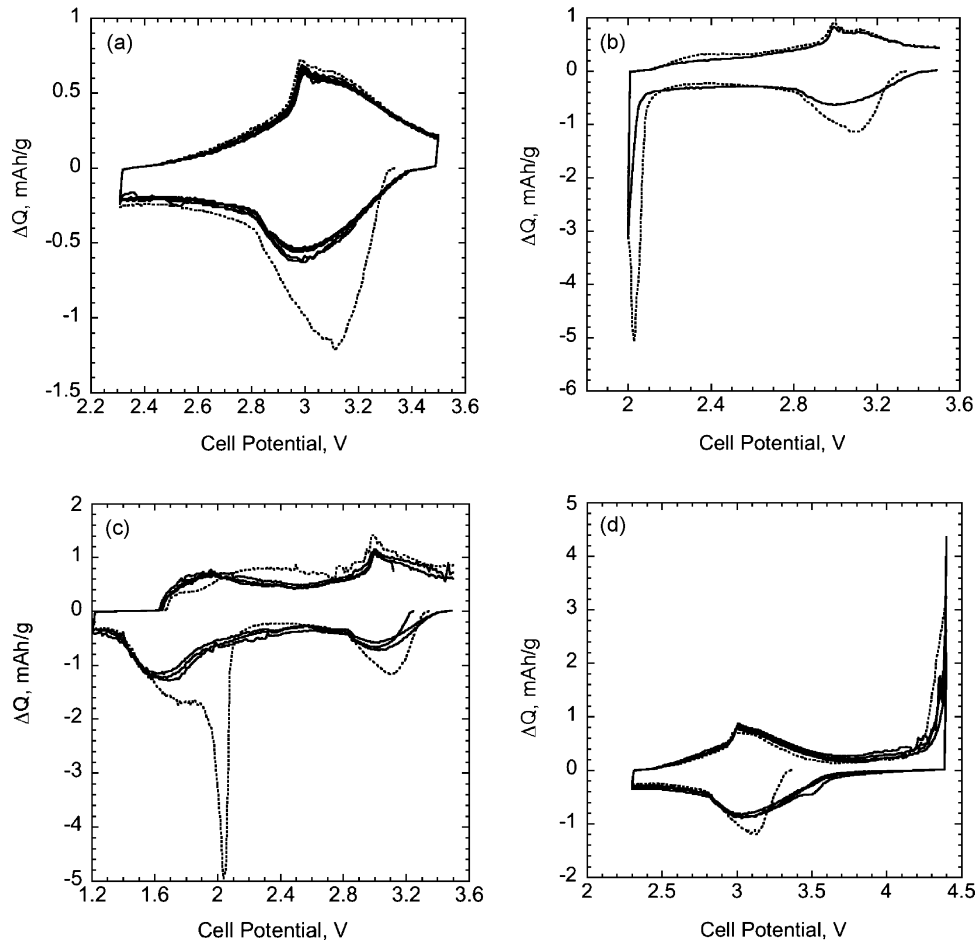 (a)
1
0.5
0
-0.5
-1
-1.5
ΔQ, mAh/g
2.2 2.4 2.6 2.8 3 3.2 3.4 3.6
Cell Potential, V
(b)
1
0
-1
-2
-3
-4
-5
-6
ΔQ, mAh/g
2 2.4 2.8 3.2 3.6
Cell Potential, V
(c)
2
1
0
-1
-2
-3
-4
-5
ΔQ, mAh/g
1.2 1.6 2 2.4 2.8 3.2 3.6
Cell Potential, V
(d)
5
4
3
2
1
0
-1
-2
ΔQ, mAh/g
2 2.5 3 3.5 4 4.5
Cell Potential, V